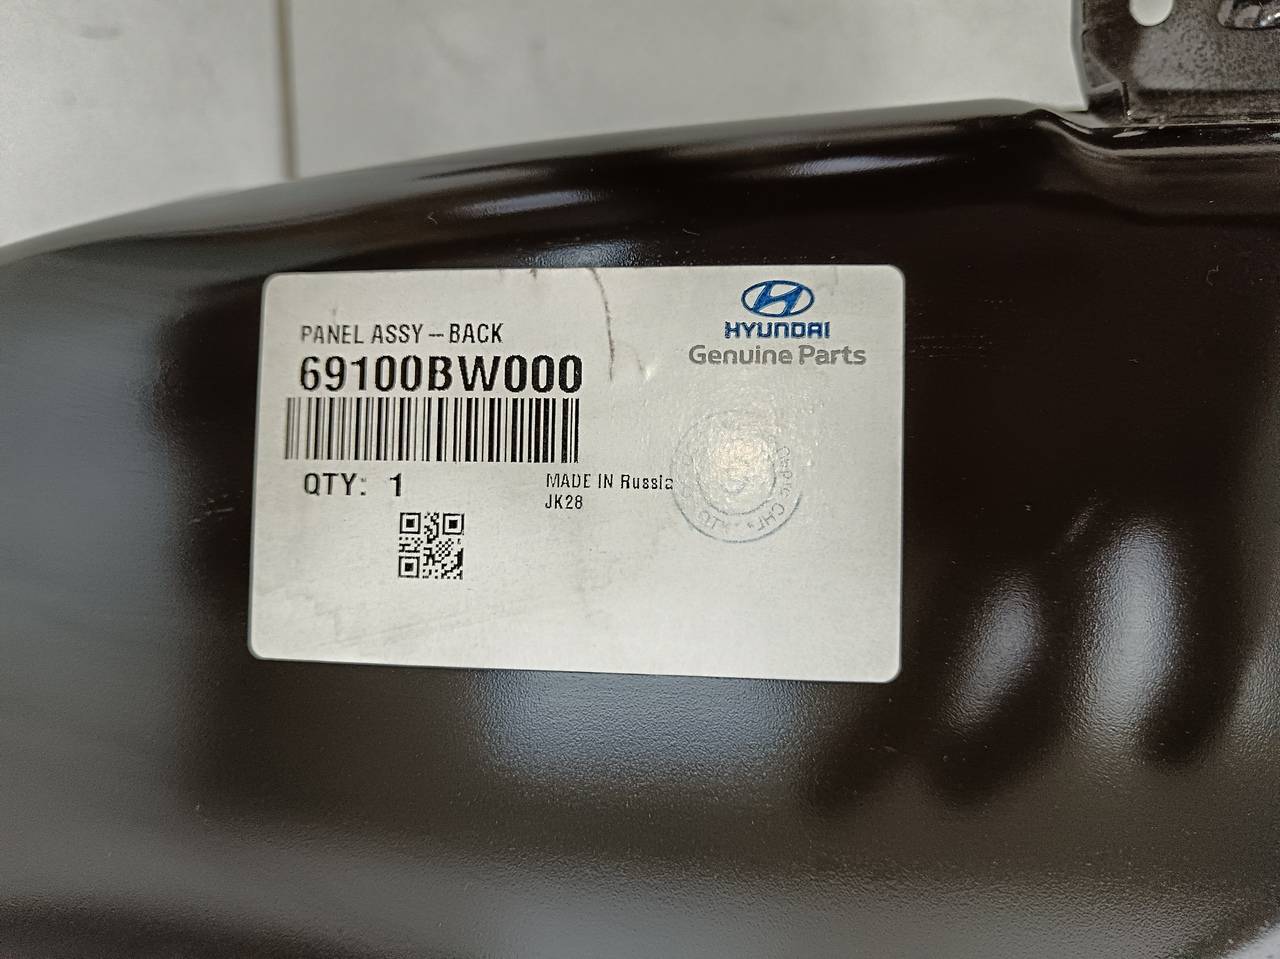 HYUNDAI
Genuine Parts
PANEL ASSY-BACK
69100BW000
QTY: 1
MADE IN Russia
JK28